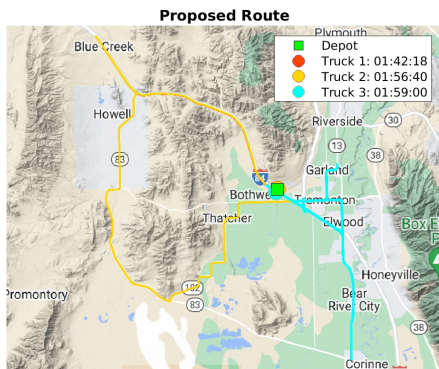 Proposed Route
Plymouth
Blue Creek
Depot
Truck 1: 01:42:18
Truck 2: 01:56:40
Truck 3: 01:59:00
Howell
Riverside
30
13
38
83
Garland
84
Bothwe
Tremonton
Thatcher
Elwood
Box E
P
Honeyville
102
Promontory
83
Bear
River City
38
Corinne